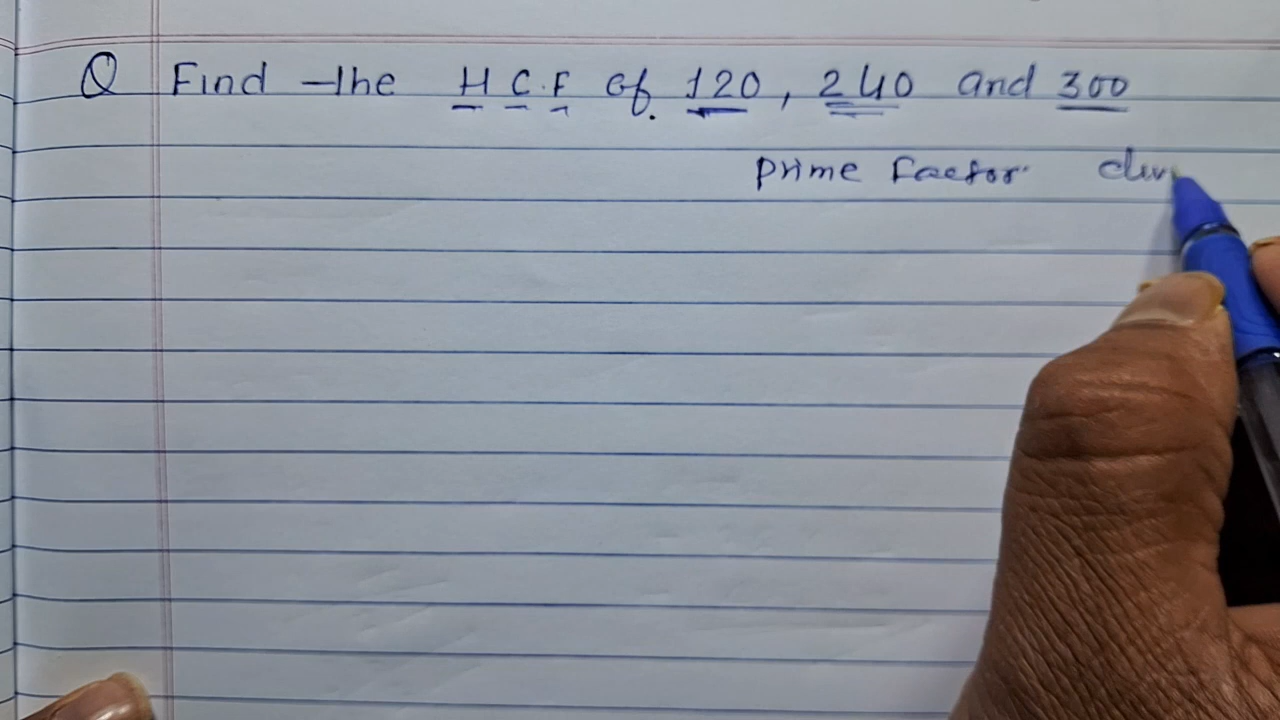 Q Find the H C.F of 120, 240 and 300
Prime Factor